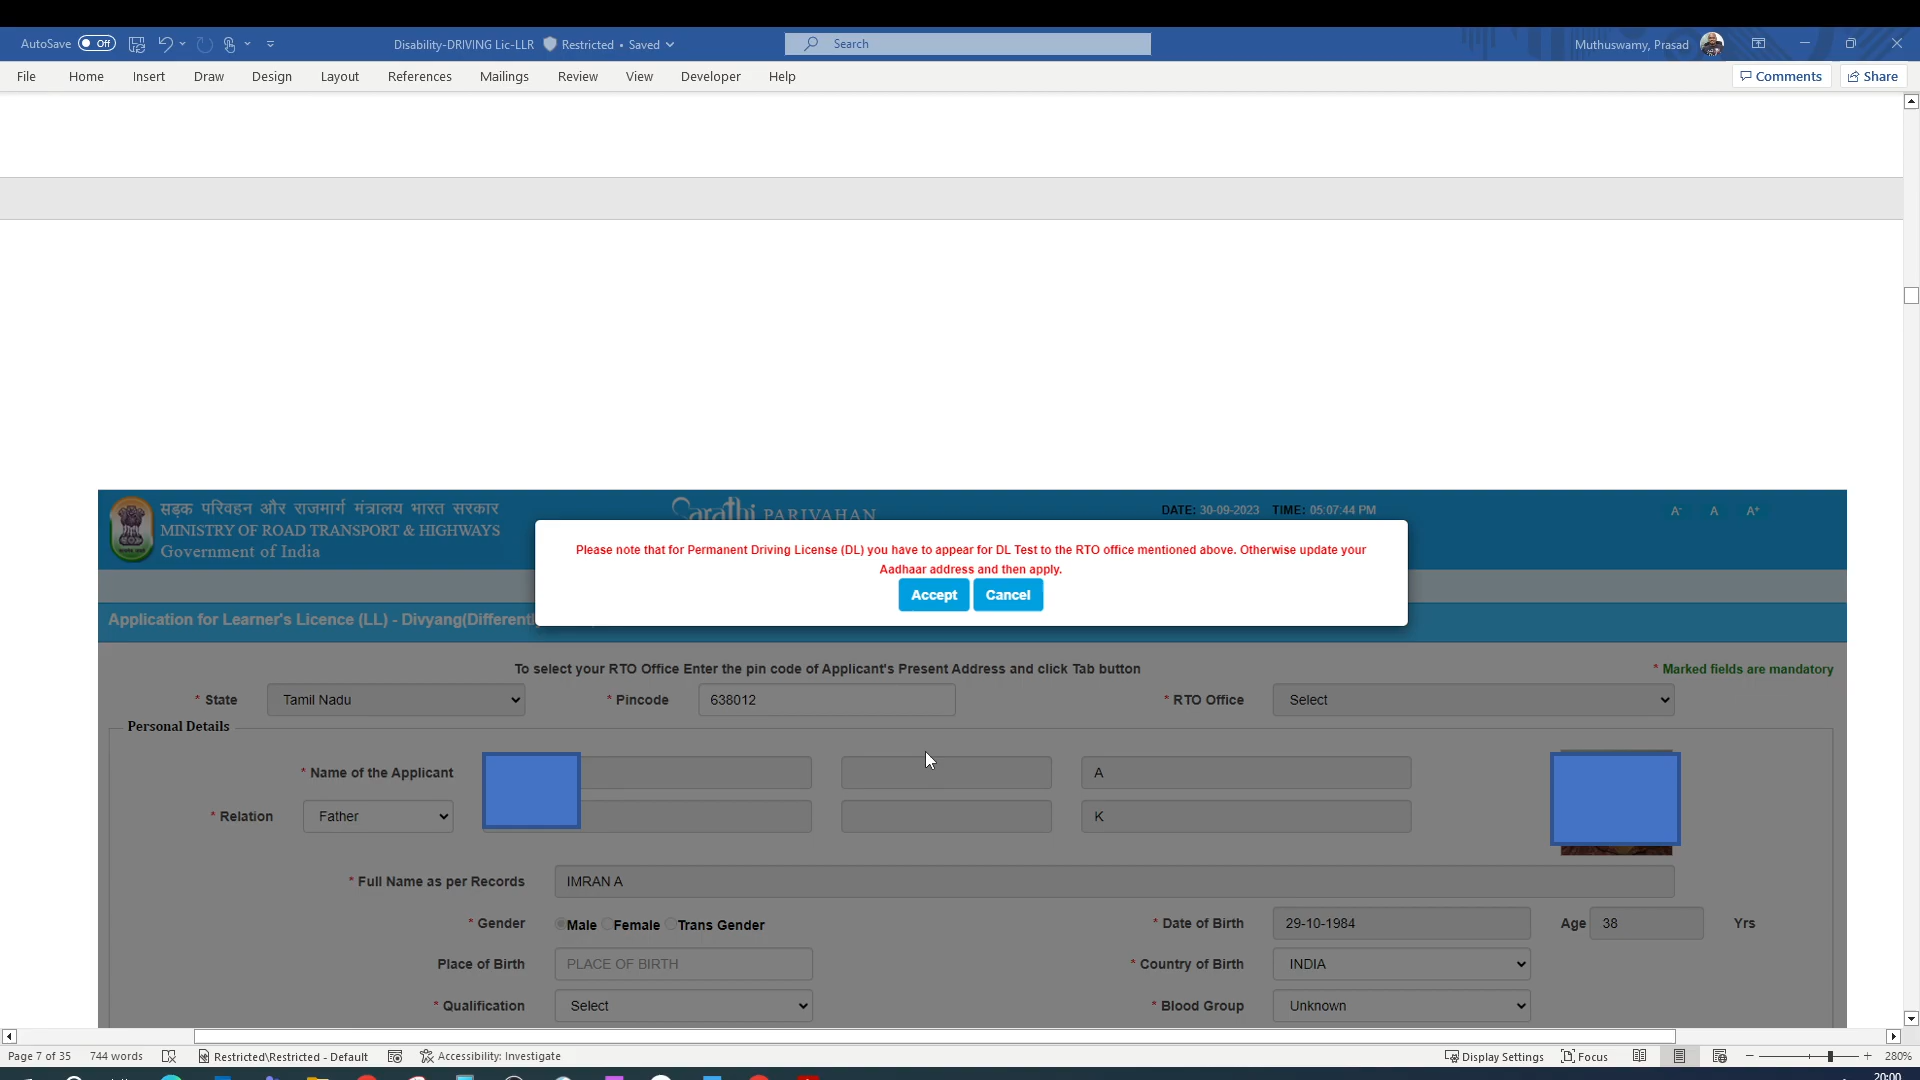 AutoSave Off Disability-DRIVING Lic-LLR Restricted • Saved Search Muthuswamy, Prasad
File Home Insert Draw Design Layout References Mailings Review View Developer Help Comments Share
सड़क परिवहन और राजमार्ग मंत्रालय भारत सरकार
MINISTRY OF ROAD TRANSPORT & HIGHWAYS
Government of India
Sarathi PARIVAHAN
DATE: 30-09-2023 TIME: 05:07:44 PM
A- A A+
Please note that for Permanent Driving License (DL) you have to appear for DL Test to the RTO office mentioned above. Otherwise update your
Aadhaar address and then apply.
Accept Cancel
Application for Learner's Licence (LL) - Divyang(Different
To select your RTO Office Enter the pin code of Applicant's Present Address and click Tab button * Marked fields are mandatory
* State Tamil Nadu * Pincode 638012 * RTO Office Select
Personal Details
* Name of the Applicant A
* Relation Father K
* Full Name as per Records IMRAN A
* Gender Male Female Trans Gender * Date of Birth 29-10-1984 Age 38 Yrs
Place of Birth PLACE OF BIRTH * Country of Birth INDIA
* Qualification Select * Blood Group Unknown
Page 7 of 35 744 words Restricted\Restricted - Default Accessibility: Investigate Display Settings Focus 280%
20:00